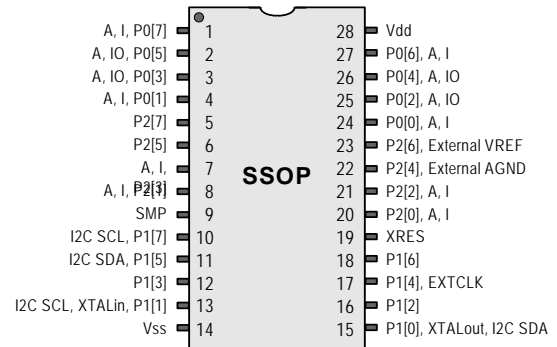 A, I, P0[7] 1 28 Vdd
A, IO, P0[5] 2 27 P0[6], A, I
A, IO, P0[3] 3 26 P0[4], A, IO
A, I, P0[1] 4 25 P0[2], A, IO
P2[7] 5 24 P0[0], A, I
P2[5] 6 23 P2[6], External VREF
A, I, P2[3] 7 SSOP 22 P2[4], External AGND
A, I, P2[1] 8 21 P2[2], A, I
SMP 9 20 P2[0], A, I
I2C SCL, P1[7] 10 19 XRES
I2C SDA, P1[5] 11 18 P1[6]
P1[3] 12 17 P1[4], EXTCLK
I2C SCL, XTALin, P1[1] 13 16 P1[2]
Vss 14 15 P1[0], XTALout, I2C SDA